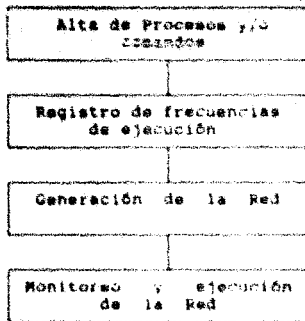 Alta de Procesos y/o
comandos
Registro de frecuencias
de ejecución
Generación de la Red
Monitoreo y ejecución
de la Red